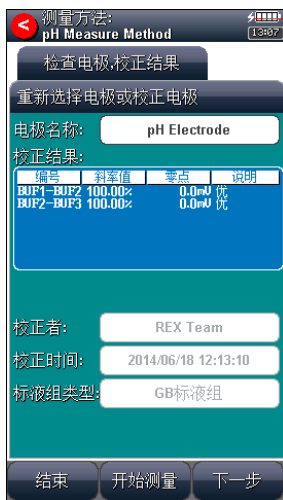 测量方法:
pH Measure Method
13:07
检查电极,校正结果
重新选择电极或校正电极
电极名称: pH Electrode
校正结果:
编号 斜率值 零点 说明
BUF1-BUF2 100.00% 0.0mV 优
BUF2-BUF3 100.00% 0.0mV 优
校正者: REX Team
校正时间: 2014/06/18 12:13:10
标液组类型: GB标液组
结束 开始测量 下一步